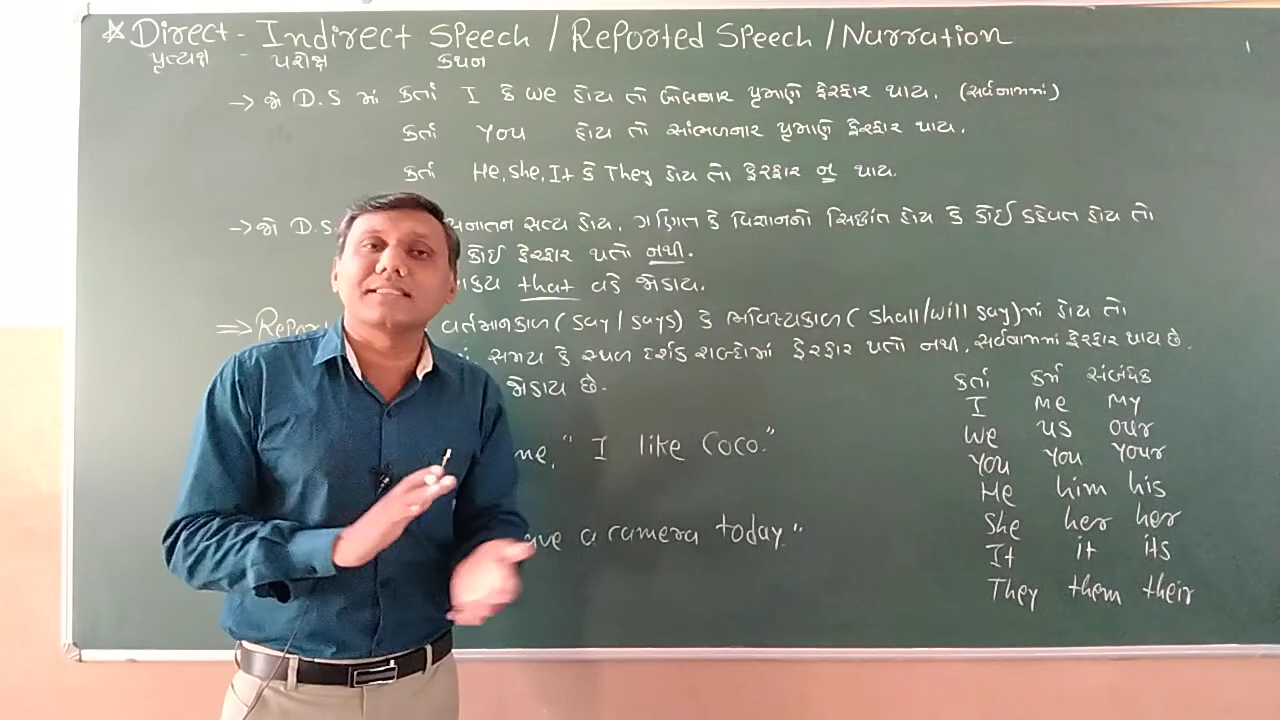 ☆ Direct - Indirect Speech / Reported Speech / Narration
પ્રત્યક્ષ - પરોક્ષ કથન
→ જો D.S માં કર્તા I કે we હોય તો બોલનાર પ્રમાણે ફેરફાર થાય. (સર્વનામમાં)
કર્તા You હોય તો સાંભળનાર પ્રમાણે ફેરફાર થાય.
કર્તા He, she, It કે They હોય તો ફેરફાર ન થાય.
→ જો D.S. સનાતન સત્ય હોય, ગણિત કે વિજ્ઞાનનો સિદ્ધાંત હોય કે કોઈ કહેવત હોય તો
કોઈ ફેરફાર થતો નથી.
that વડે જોડાય.
⇒ વર્તમાનકાળ (say / says) કે ભવિષ્યકાળ (shall/will say)માં હોય તો
સમય કે સ્થળ દર્શક શબ્દોમાં ફેરફાર થતો નથી, સર્વનામમાં ફેરફાર થાય છે.
જોડાય છે.
me, "I like Coco."
a camera today."
કર્તા કર્મ સંબંધક
I me my
we us our
You You Your
He him his
She her her
It it its
They them their